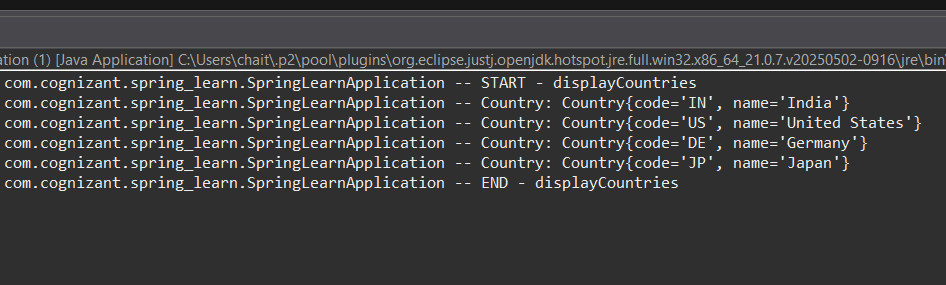 ation (1) [Java Application] C:\Users\chait\.p2\pool\plugins\org.eclipse.justj.openjdk.hotspot.jre.full.win32.x86_64_21.0.7.v20250502-0916\jre\bin
com.cognizant.spring_learn.SpringLearnApplication -- START - displayCountries
com.cognizant.spring_learn.SpringLearnApplication -- Country: Country{code='IN', name='India'}
com.cognizant.spring_learn.SpringLearnApplication -- Country: Country{code='US', name='United States'}
com.cognizant.spring_learn.SpringLearnApplication -- Country: Country{code='DE', name='Germany'}
com.cognizant.spring_learn.SpringLearnApplication -- Country: Country{code='JP', name='Japan'}
com.cognizant.spring_learn.SpringLearnApplication -- END - displayCountries